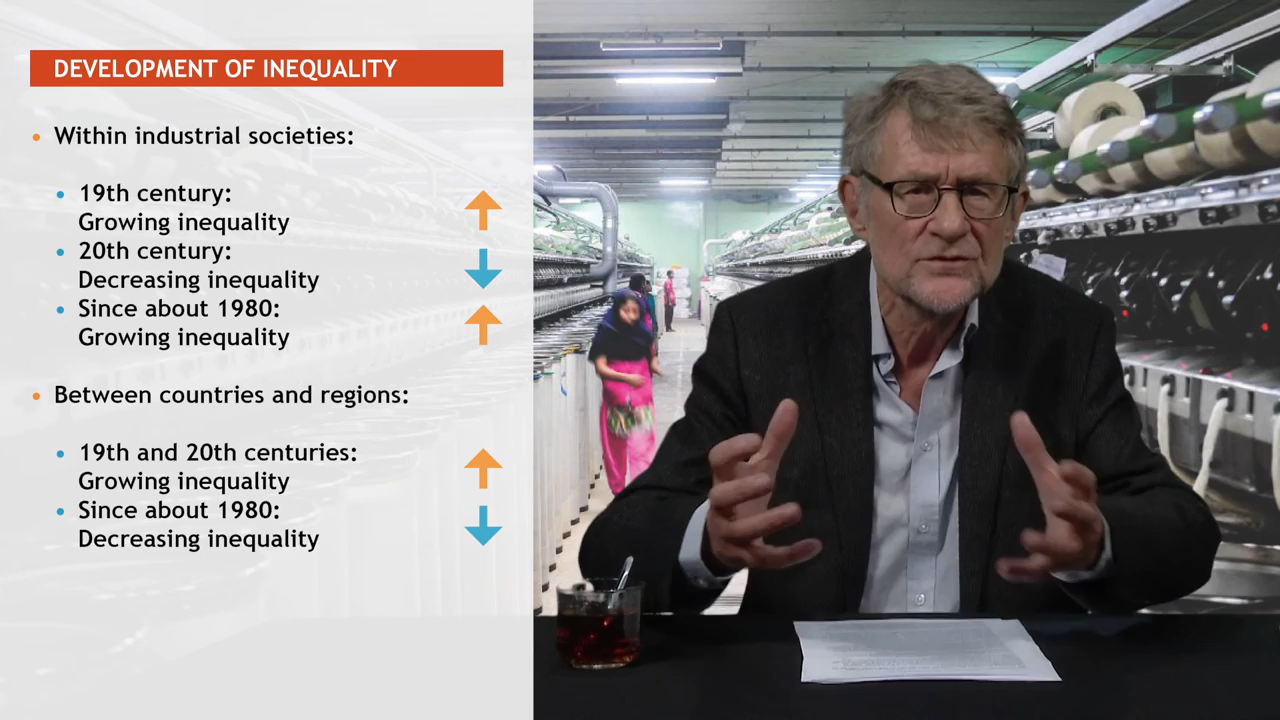 DEVELOPMENT OF INEQUALITY
• Within industrial societies:
• 19th century:
Growing inequality
• 20th century:
Decreasing inequality
• Since about 1980:
Growing inequality
• Between countries and regions:
• 19th and 20th centuries:
Growing inequality
• Since about 1980:
Decreasing inequality